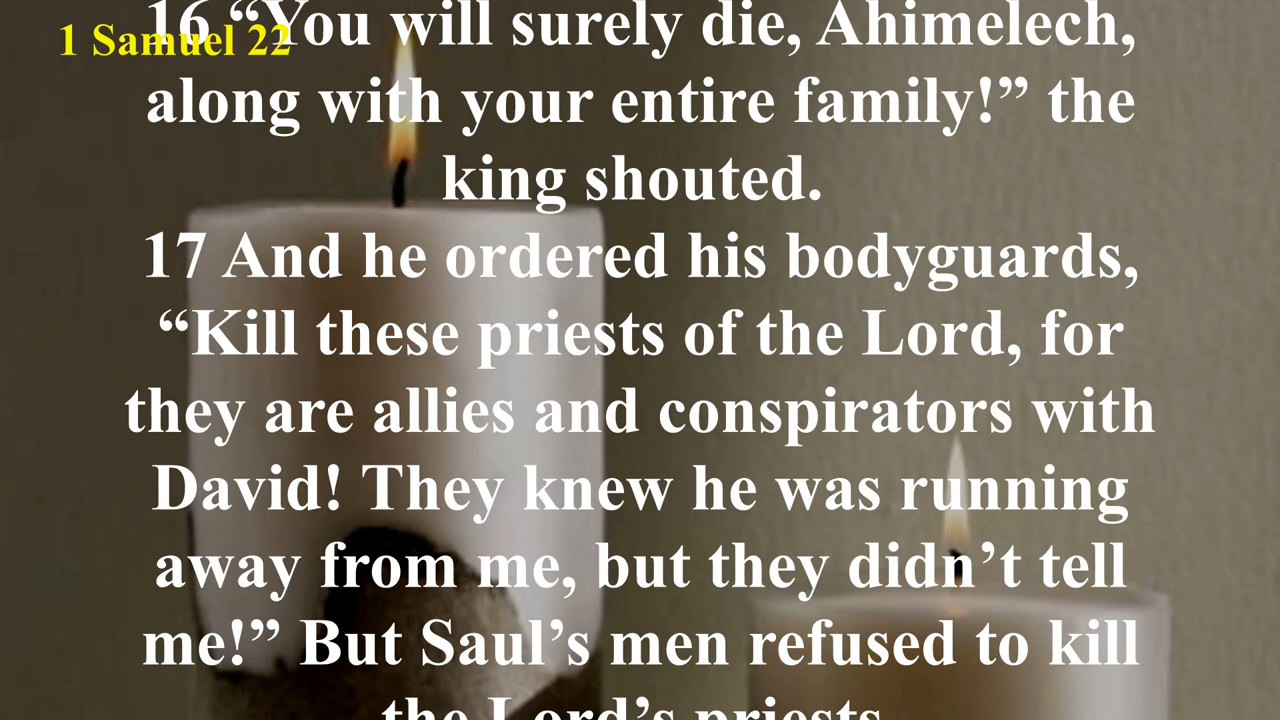 1 Samuel 22
16 “You will surely die, Ahimelech,
along with your entire family!” the
king shouted.
17 And he ordered his bodyguards,
“Kill these priests of the Lord, for
they are allies and conspirators with
David! They knew he was running
away from me, but they didn’t tell
me!” But Saul’s men refused to kill
the Lord’s priests